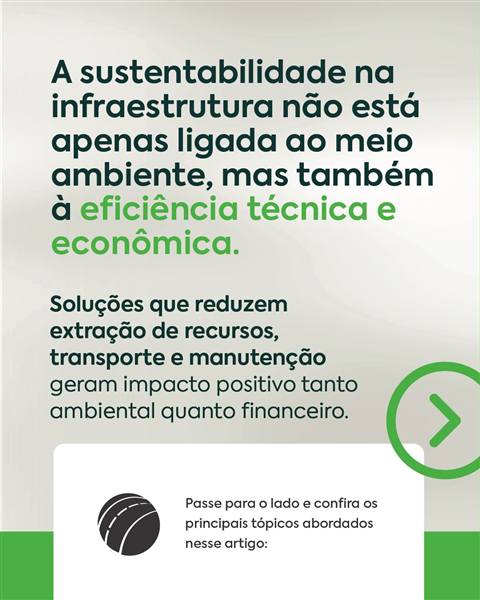 A sustentabilidade na
infraestrutura não está
apenas ligada ao meio
ambiente, mas também
à eficiência técnica e
econômica.
Soluções que reduzem
extração de recursos,
transporte e manutenção
geram impacto positivo tanto
ambiental quanto financeiro.
Passe para o lado e confira os
principais tópicos abordados
nesse artigo: